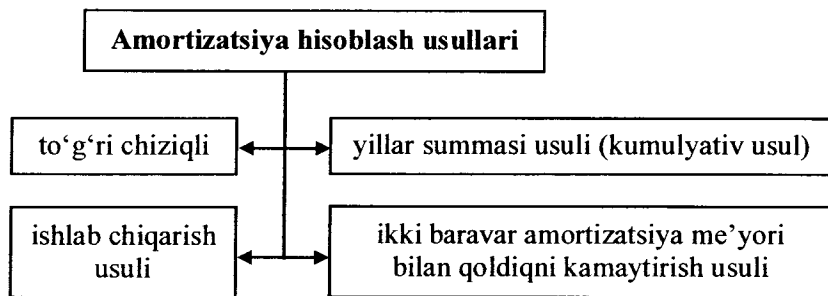 Amortizatsiya hisoblash usullari
to‘g‘ri chiziqli
yillar summasi usuli (kumulyativ usul)
ishlab chiqarish
usuli
ikki baravar amortizatsiya me’yori
bilan qoldiqni kamaytirish usuli